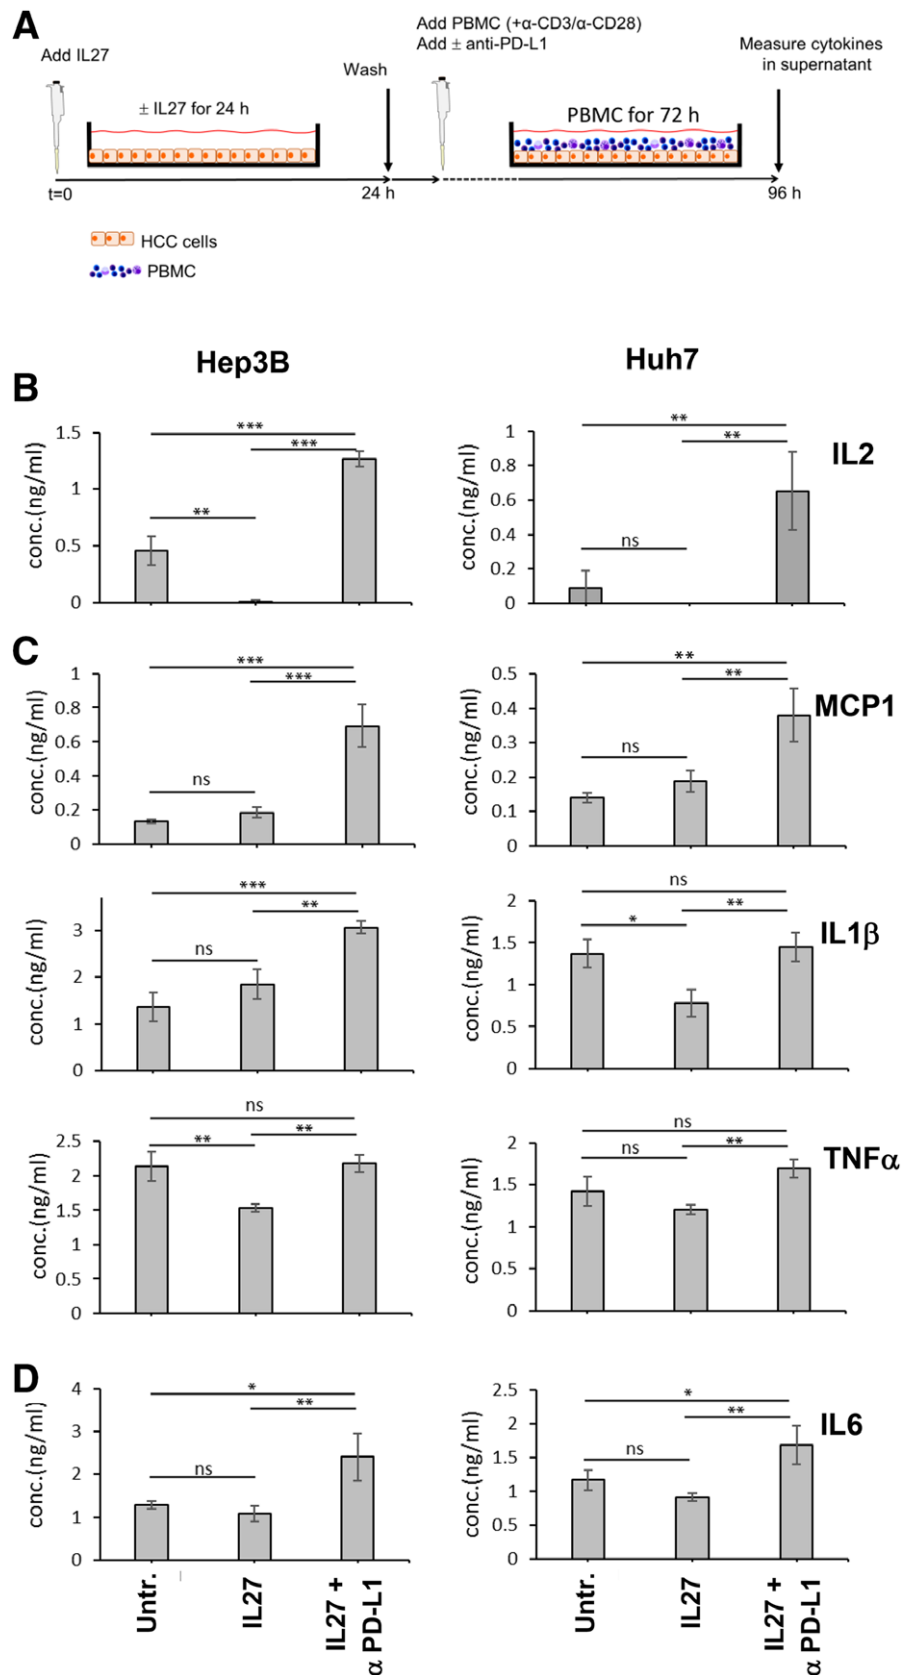 A
Add IL27
± IL27 for 24 h
Wash
Add PBMC (+α-CD3/α-CD28)
Add ± anti-PD-L1
PBMC for 72 h
Measure cytokines
in supernatant
t=0
24 h
96 h
HCC cells
PBMC
Hep3B
Huh7
B
conc.(ng/ml)
1.5
1
0.5
0
***
***
**
conc.(ng/ml)
1
0.8
0.6
0.4
0.2
0
**
**
ns
IL2
C
conc.(ng/ml)
1
0.8
0.6
0.4
0.2
0
***
***
ns
conc.(ng/ml)
0.5
0.4
0.3
0.2
0.1
0
**
**
ns
MCP1
conc.(ng/ml)
3
2
1
0
***
**
ns
conc.(ng/ml)
2
1.5
1
0.5
0
ns
**
*
IL1β
conc.(ng/ml)
2.5
2
1.5
1
0.5
0
ns
**
**
conc.(ng/ml)
2
1.5
1
0.5
0
ns
**
ns
TNFα
D
conc.(ng/ml)
4
3
2
1
0
*
**
ns
conc.(ng/ml)
2.5
2
1.5
1
0.5
0
*
**
ns
IL6
Untr.
IL27
IL27 +
α PD-L1
Untr.
IL27
IL27 +
α PD-L1